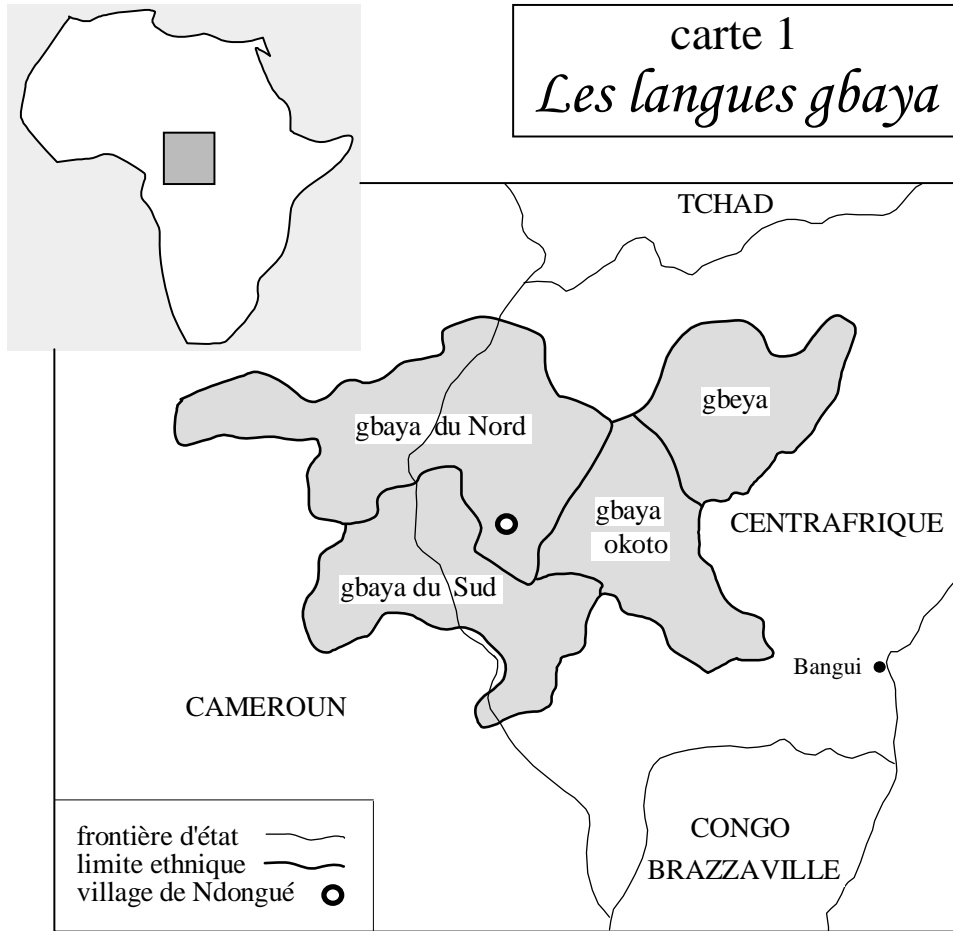 carte 1
Les langues gbaya
TCHAD
gbeya
gbaya du Nord
gbaya
okoto
CENTRAFRIQUE
gbaya du Sud
Bangui
CAMEROUN
CONGO
BRAZZAVILLE
frontière d'état
limite ethnique
village de Ndongué